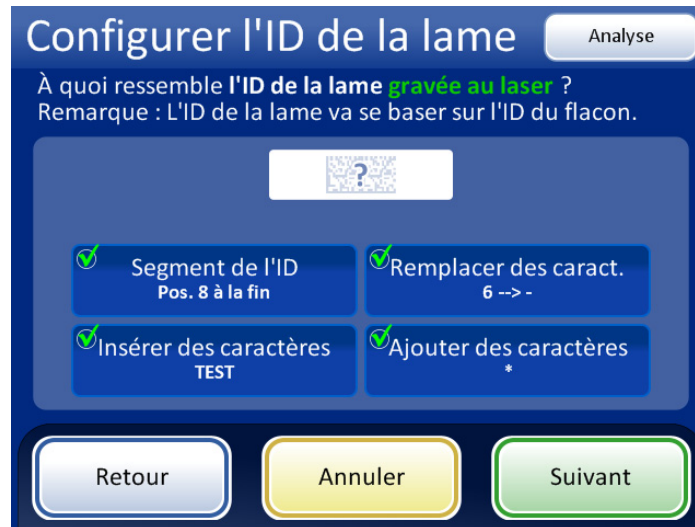 Configurer l'ID de la lame
Analyse
À quoi ressemble l'ID de la lame gravée au laser ?
Remarque : L'ID de la lame va se baser sur l'ID du flacon.
?
Segment de l'ID
Pos. 8 à la fin
Remplacer des caract.
6 --> -
Insérer des caractères
TEST
Ajouter des caractères
*
Retour
Annuler
Suivant